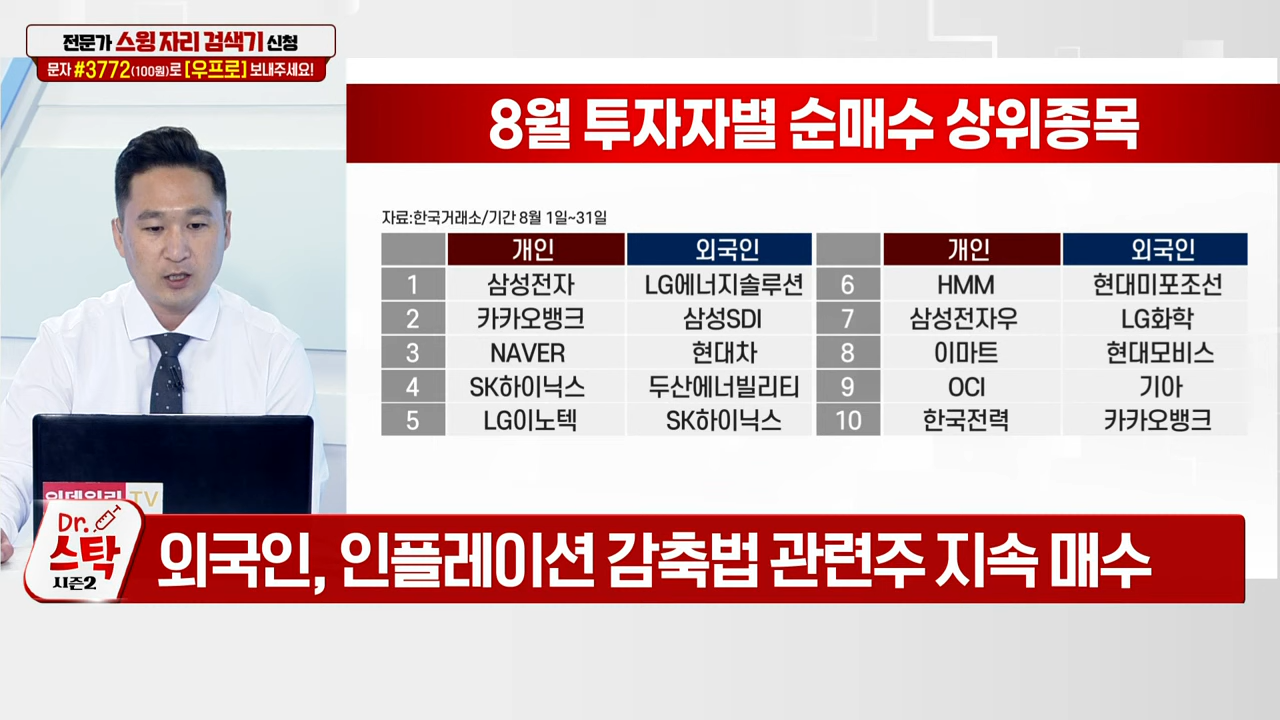 전문가 스윙 자리 검색기 신청
문자 #3772(100원)로 [우프로] 보내주세요!
8월 투자자별 순매수 상위종목
자료:한국거래소/기간 8월 1일~31일
개인 외국인 개인 외국인
1 삼성전자 LG에너지솔루션 6 HMM 현대미포조선
2 카카오뱅크 삼성SDI 7 삼성전자우 LG화학
3 NAVER 현대차 8 이마트 현대모비스
4 SK하이닉스 두산에너빌리티 9 OCI 기아
5 LG이노텍 SK하이닉스 10 한국전력 카카오뱅크
이데일리 TV
Dr.
스탁
시즌2
외국인, 인플레이션 감축법 관련주 지속 매수